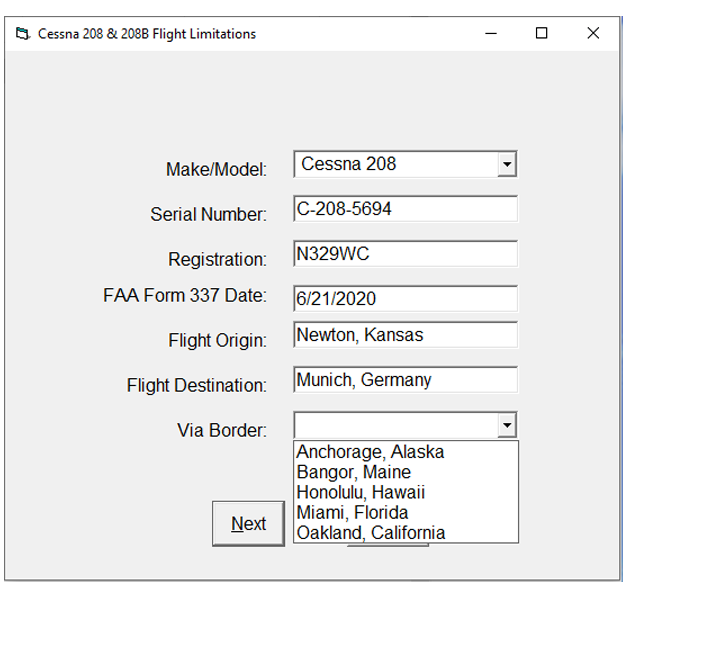 Cessna 208 & 208B Flight Limitations
Make/Model: Cessna 208
Serial Number: C-208-5694
Registration: N329WC
FAA Form 337 Date: 6/21/2020
Flight Origin: Newton, Kansas
Flight Destination: Munich, Germany
Via Border:
Anchorage, Alaska
Bangor, Maine
Honolulu, Hawaii
Miami, Florida
Oakland, California
Next